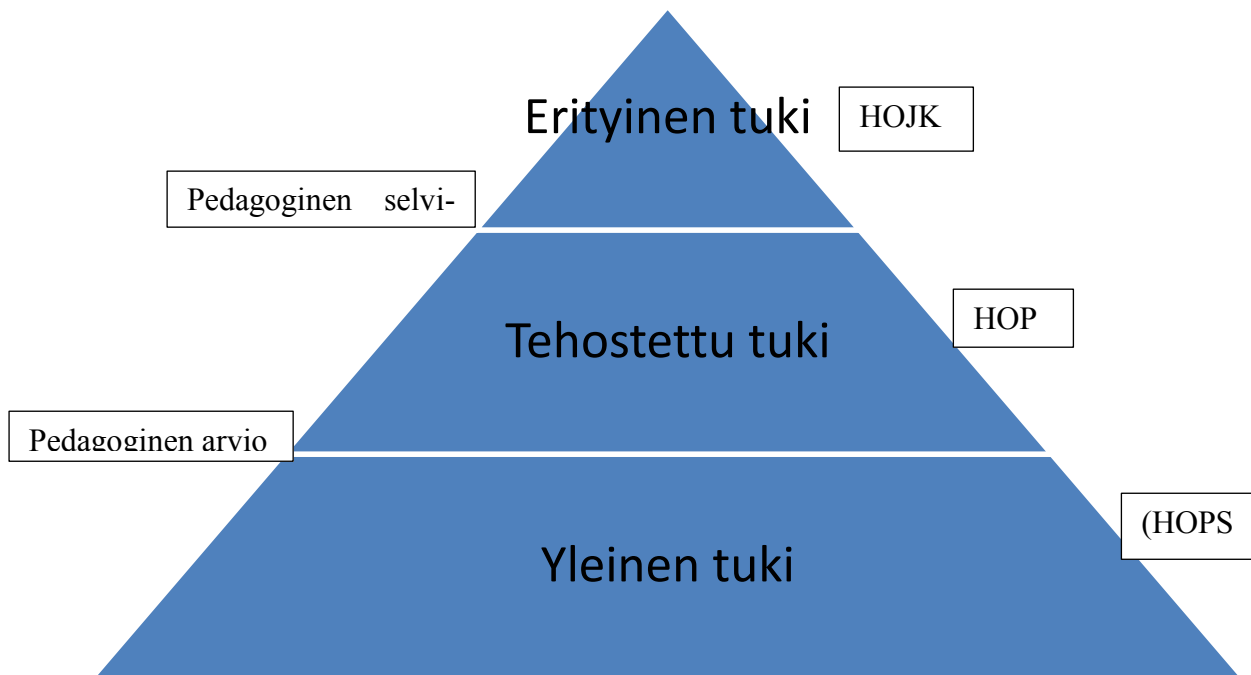 Erityinen tuki
HOJK
Pedagoginen selvi-
HOP
Tehostettu tuki
Pedagoginen arvio
(HOPS
Yleinen tuki